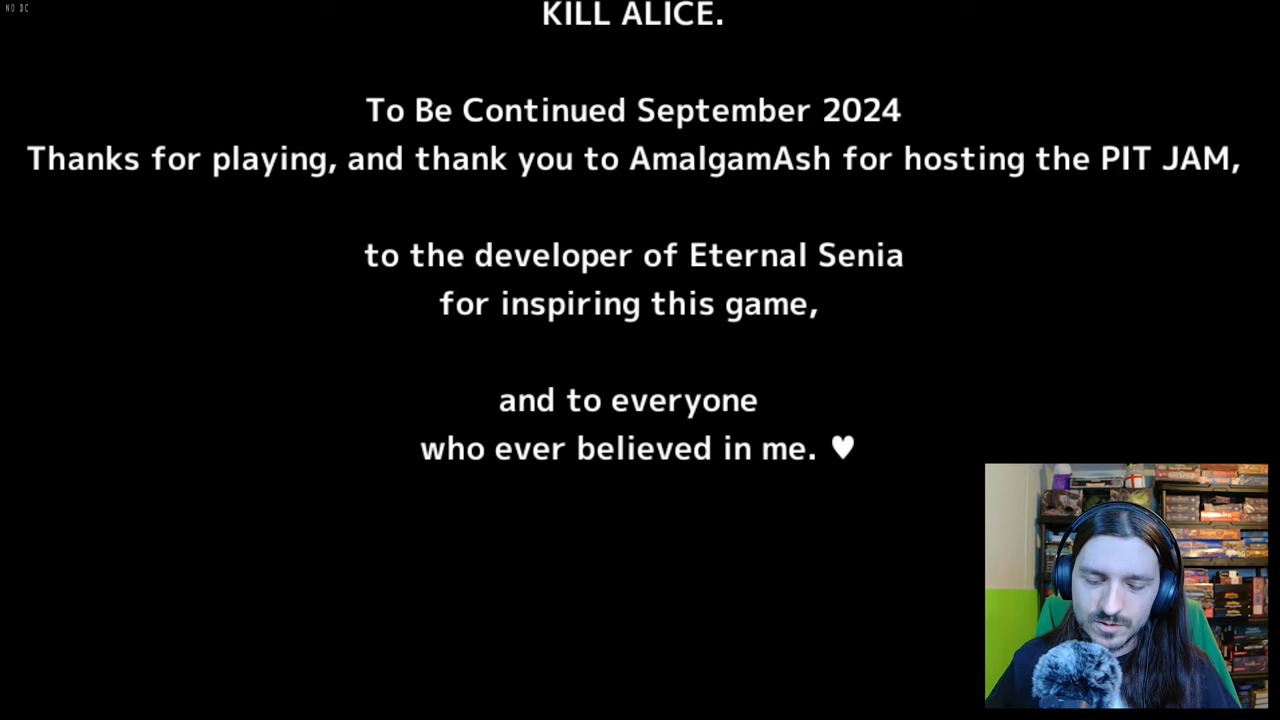 NO DC
KILL ALICE.
To Be Continued September 2024
Thanks for playing, and thank you to AmalgamAsh for hosting the PIT JAM,
to the developer of Eternal Senia
for inspiring this game,
and to everyone
who ever believed in me. ♥